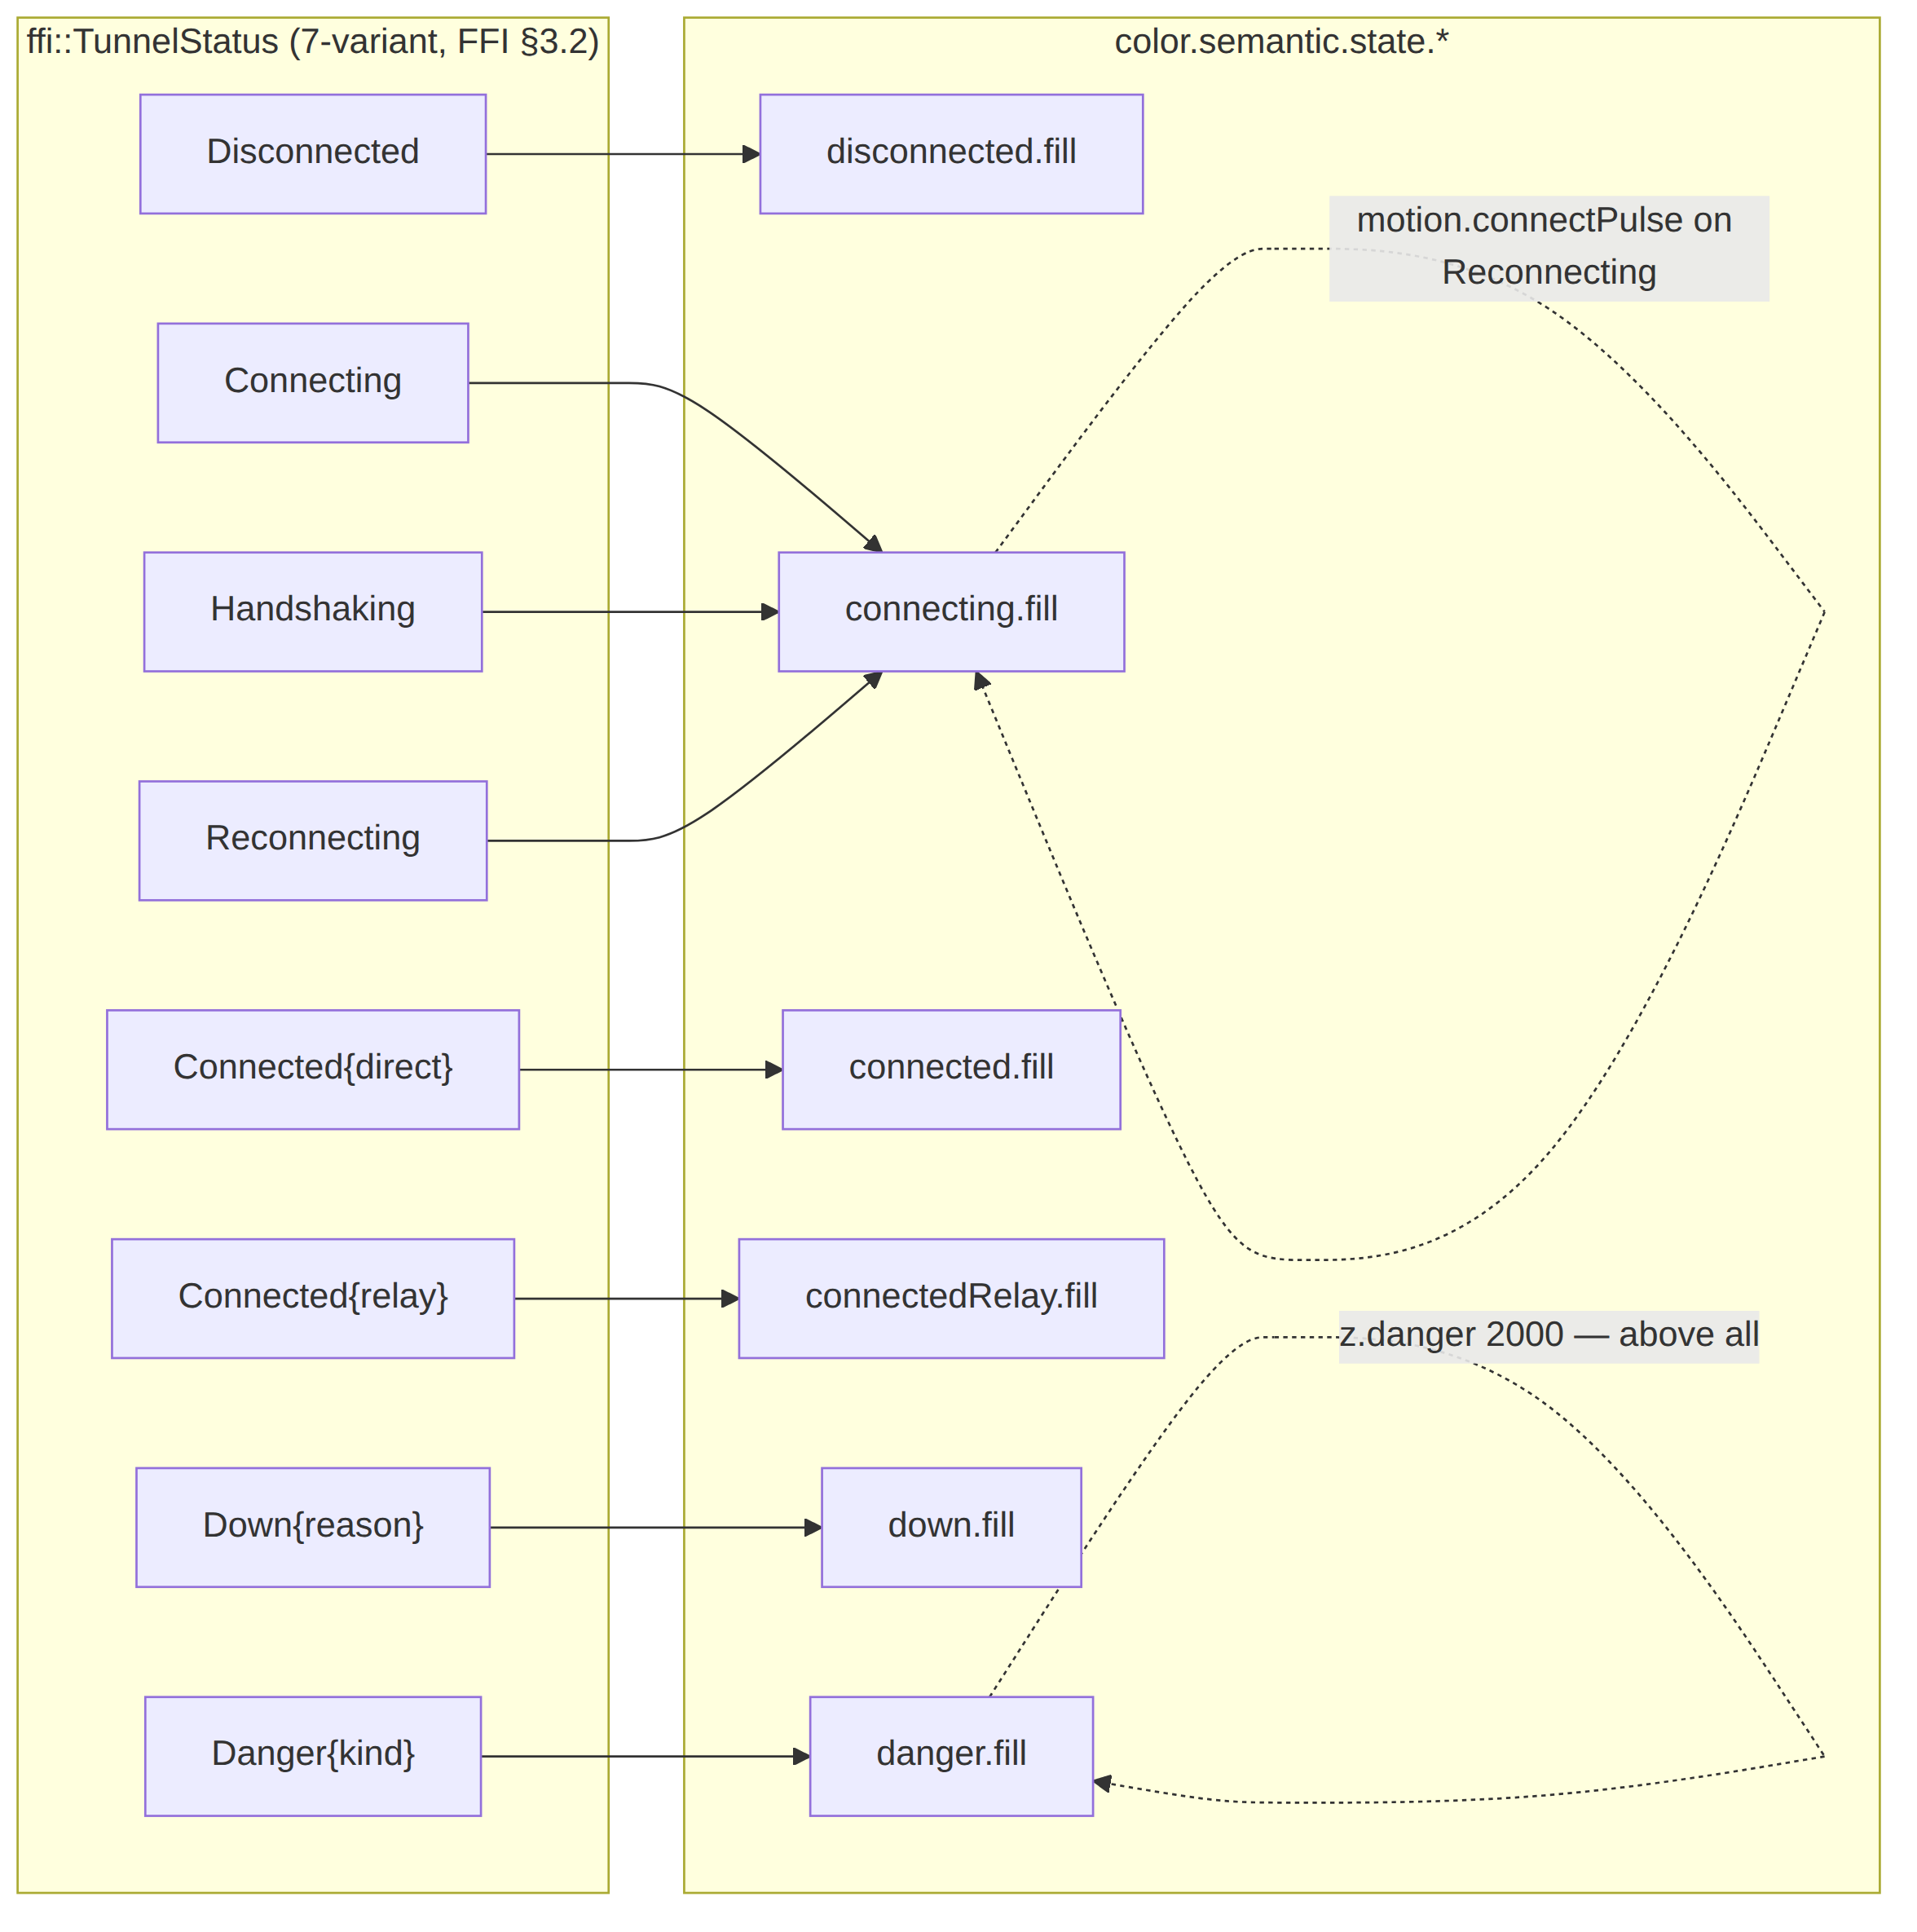 ffi::TunnelStatus (7-variant, FFI §3.2)
Disconnected
Connecting
Handshaking
Reconnecting
Connected{direct}
Connected{relay}
Down{reason}
Danger{kind}
color.semantic.state.*
disconnected.fill
motion.connectPulse on
Reconnecting
connecting.fill
connected.fill
connectedRelay.fill
z.danger 2000 — above all
down.fill
danger.fill